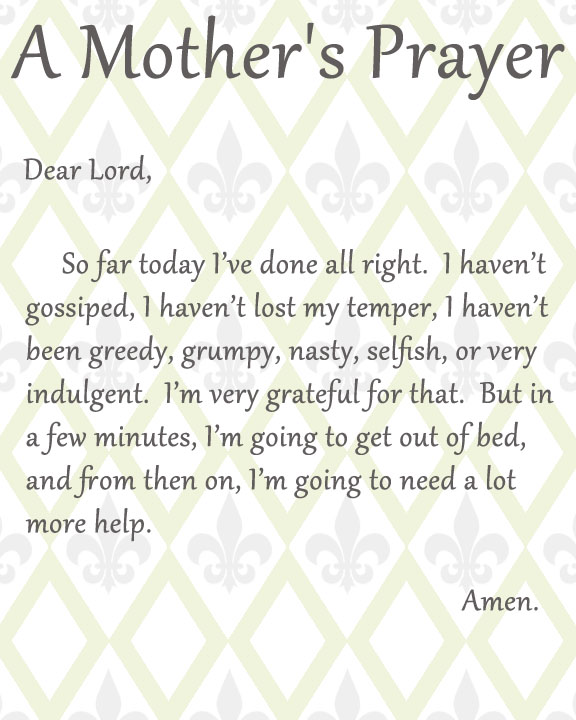 A Mother's Prayer
Dear Lord,
So far today I’ve done all right.  I haven’t
gossiped, I haven’t lost my temper, I haven’t
been greedy, grumpy, nasty, selfish, or very
indulgent.  I’m very grateful for that.  But in
a few minutes, I’m going to get out of bed,
and from then on, I’m going to need a lot
more help.
Amen.